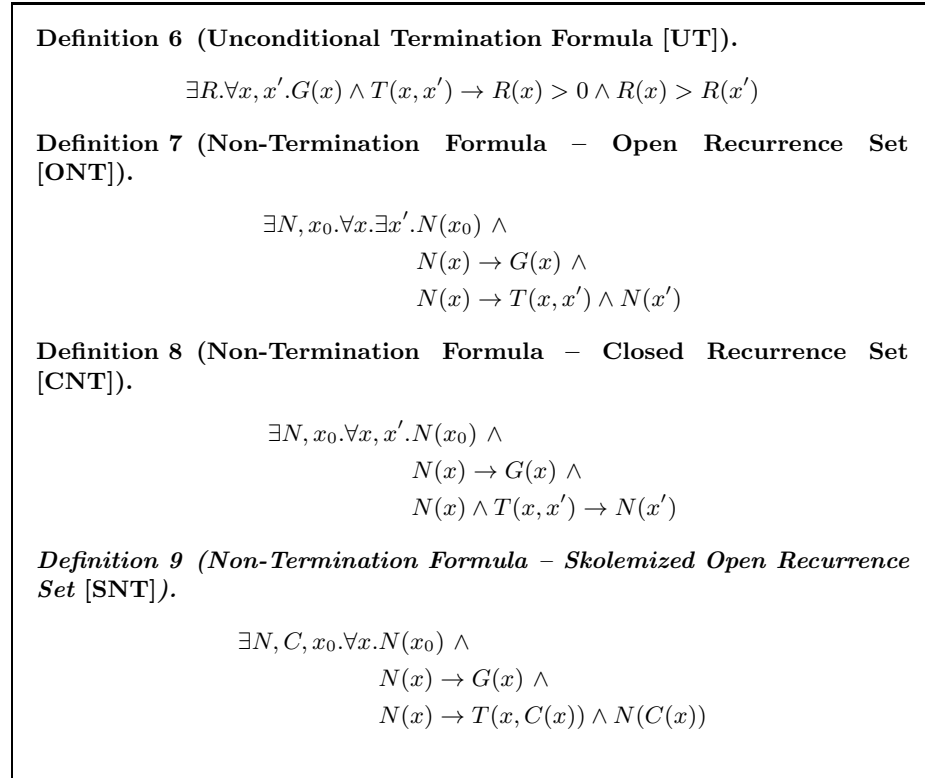 Definition 6 (Unconditional Termination Formula [UT]).
∃R.∀x, x′.G(x) ∧ T(x, x′) → R(x) > 0 ∧ R(x) > R(x′)
Definition 7 (Non-Termination Formula – Open Recurrence Set
[ONT]).
∃N, x₀.∀x.∃x′.N(x₀) ∧
N(x) → G(x) ∧
N(x) → T(x, x′) ∧ N(x′)
Definition 8 (Non-Termination Formula – Closed Recurrence Set
[CNT]).
∃N, x₀.∀x, x′.N(x₀) ∧
N(x) → G(x) ∧
N(x) ∧ T(x, x′) → N(x′)
Definition 9 (Non-Termination Formula – Skolemized Open Recurrence
Set [SNT]).
∃N, C, x₀.∀x.N(x₀) ∧
N(x) → G(x) ∧
N(x) → T(x, C(x)) ∧ N(C(x))